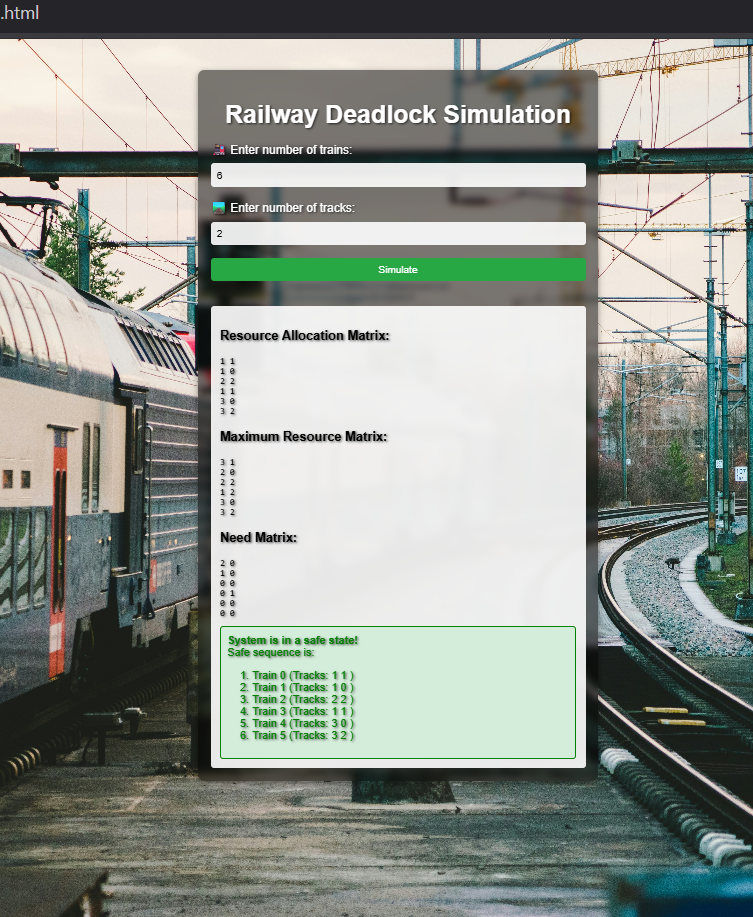 .html
Railway Deadlock Simulation
Enter number of trains:
6
Enter number of tracks:
2
Simulate
Resource Allocation Matrix:
1 1
1 0
2 2
1 1
3 0
3 2
Maximum Resource Matrix:
3 1
2 0
2 2
1 2
3 0
3 2
Need Matrix:
2 0
1 0
0 0
0 1
0 0
0 0
System is in a safe state!
Safe sequence is:
1. Train 0 (Tracks: 1 1 )
2. Train 1 (Tracks: 1 0 )
3. Train 2 (Tracks: 2 2 )
4. Train 3 (Tracks: 1 1 )
5. Train 4 (Tracks: 3 0 )
6. Train 5 (Tracks: 3 2 )